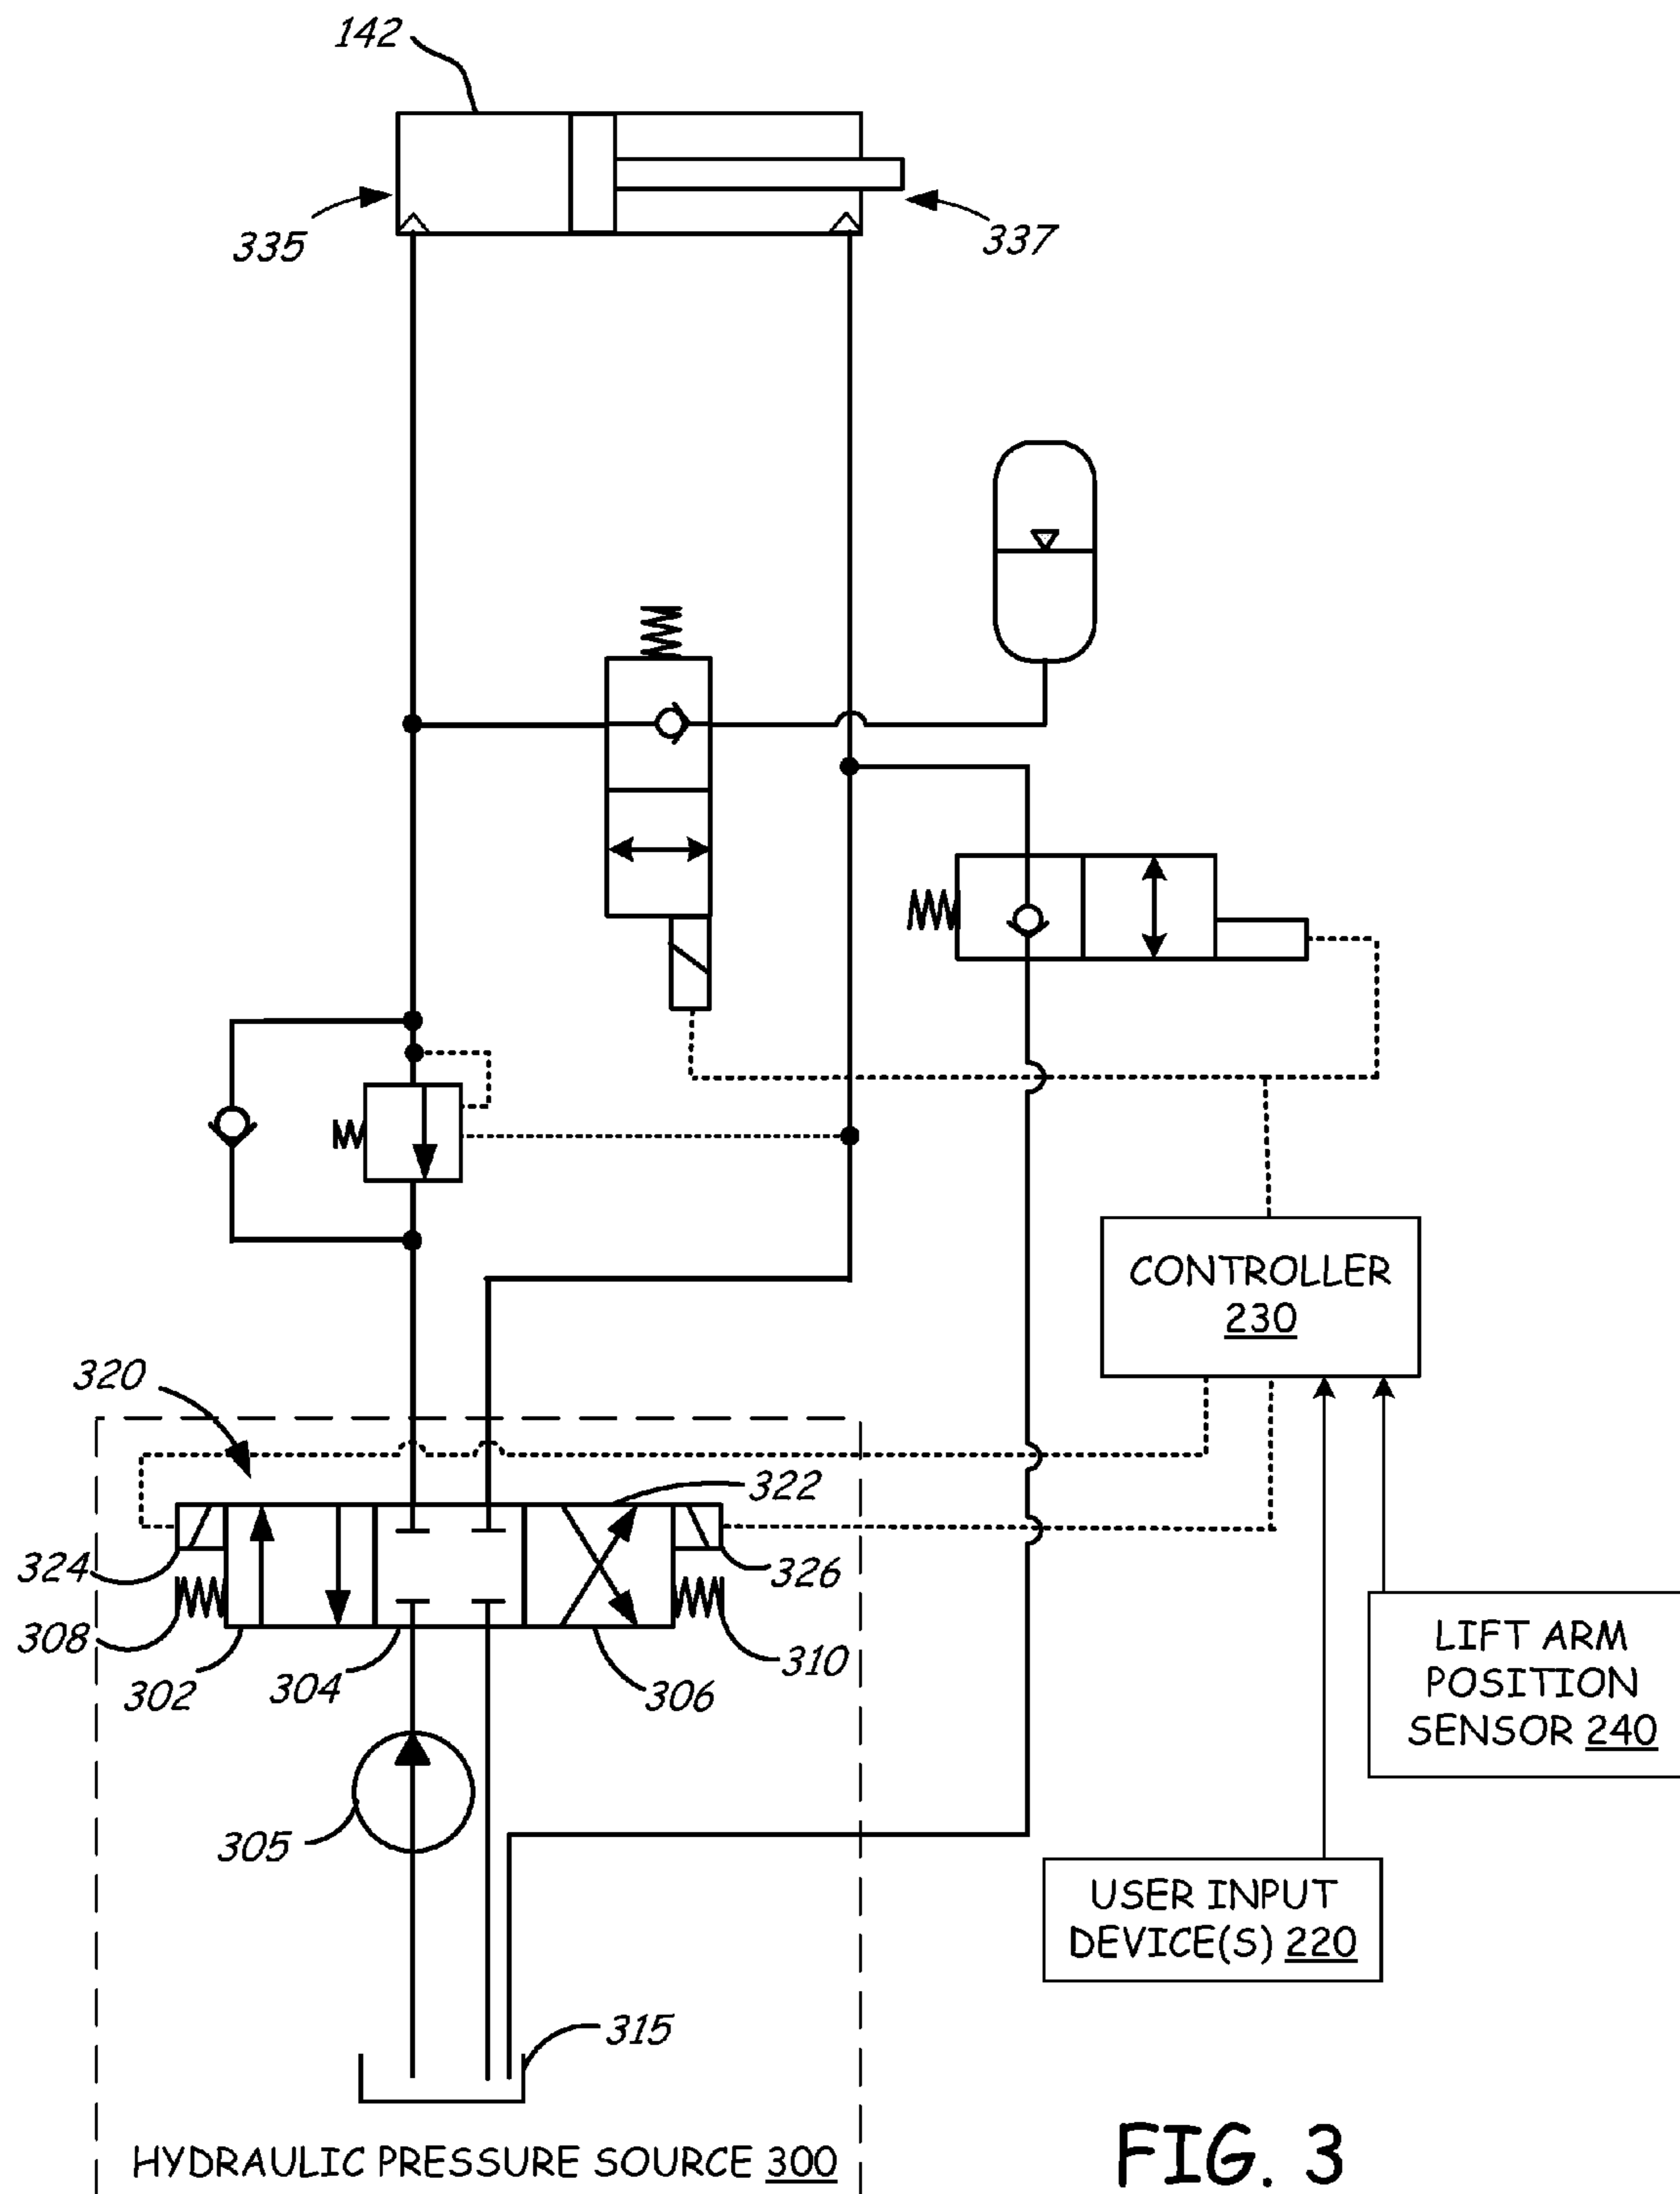 142
335
337
CONTROLLER
230
320
322
324
326
308
310
302
304
306
LIFT ARM
POSITION
SENSOR 240
305
USER INPUT
DEVICE(S) 220
315
HYDRAULIC PRESSURE SOURCE 300
FIG. 3